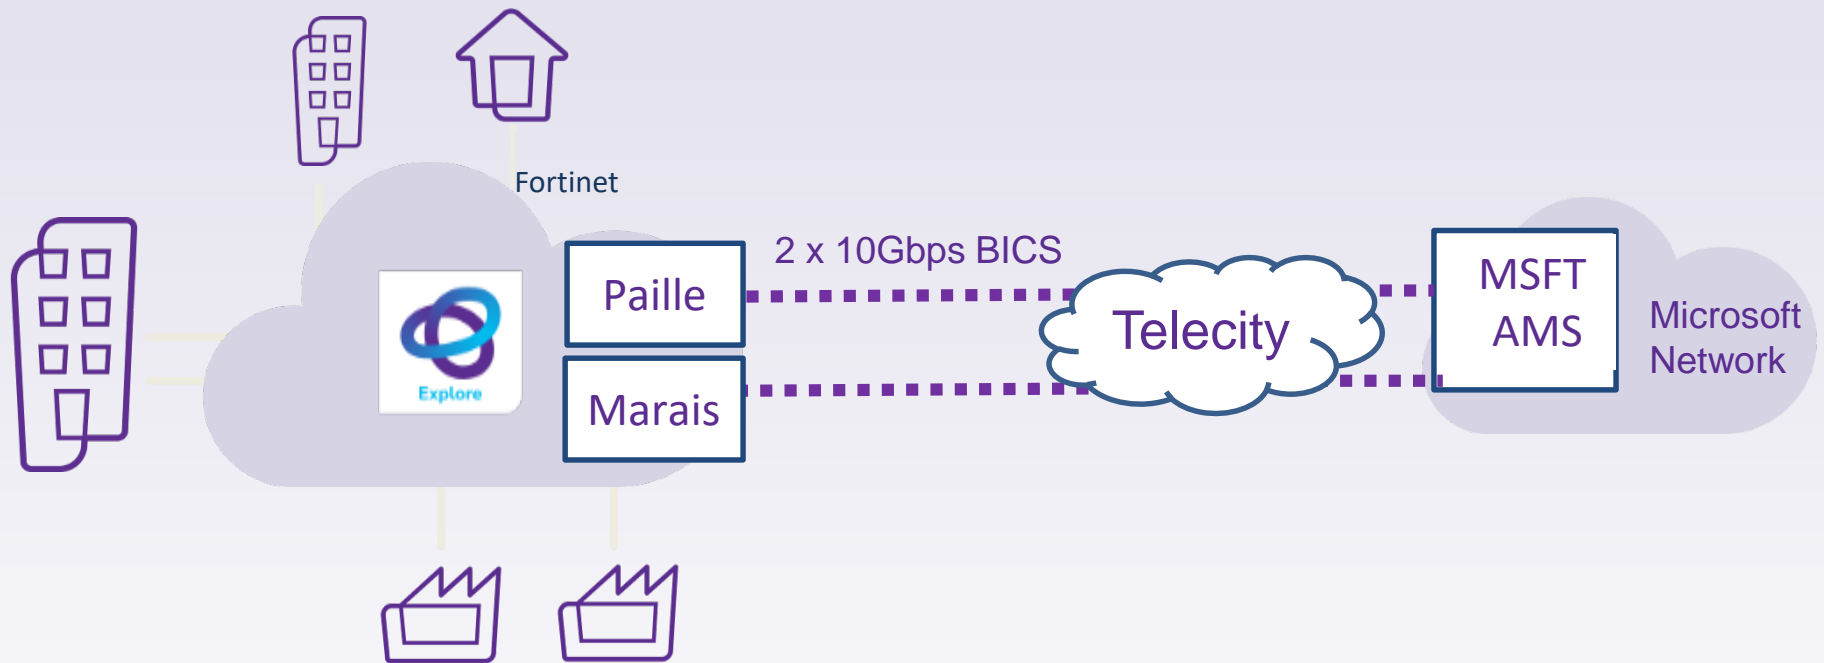 Fortinet
2 x 10Gbps BICS
Paille
Marais
Explore
Telecity
MSFT
AMS
Microsoft
Network